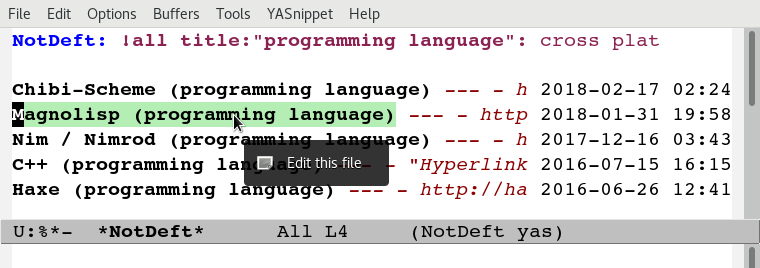 File Edit Options Buffers Tools YASnippet Help
NotDeft: !all title:"programming language": cross plat
Chibi-Scheme (programming language) --- - h 2018-02-17 02:24
Magnolisp (programming language) --- - http 2018-01-31 19:58
Nim / Nimrod (programming language) --- - h 2017-12-16 03:43
C++ (programming lang - - "Hyperlink 2016-07-15 16:15
Edit this file
Haxe (programming language) --- - http://ha 2016-06-26 12:41
U:%*- *NotDeft* All L4 (NotDeft yas)